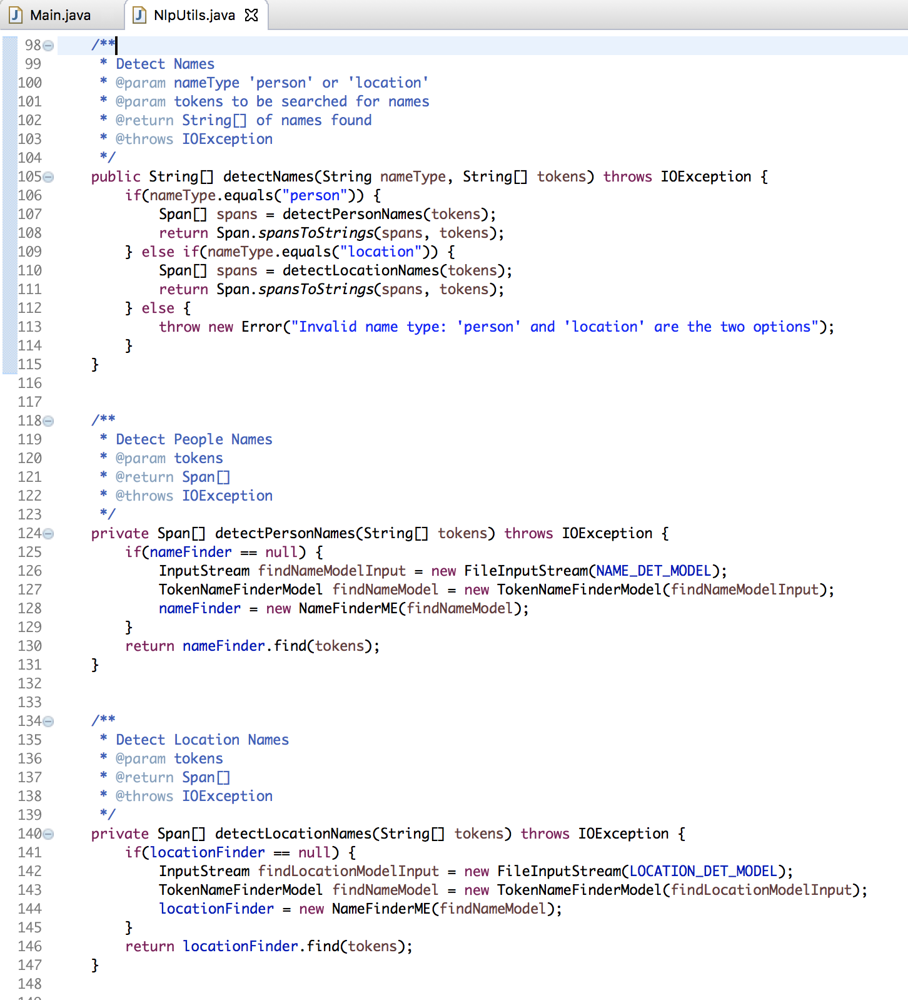 Main.java NlpUtils.java
98 /**
99 * Detect Names
100 * @param nameType 'person' or 'location'
101 * @param tokens to be searched for names
102 * @return String[] of names found
103 * @throws IOException
104 */
105 public String[] detectNames(String nameType, String[] tokens) throws IOException {
106 if(nameType.equals("person")) {
107 Span[] spans = detectPersonNames(tokens);
108 return Span.spansToStrings(spans, tokens);
109 } else if(nameType.equals("location")) {
110 Span[] spans = detectLocationNames(tokens);
111 return Span.spansToStrings(spans, tokens);
112 } else {
113 throw new Error("Invalid name type: 'person' and 'location' are the two options");
114 }
115 }
116
117
118 /**
119 * Detect People Names
120 * @param tokens
121 * @return Span[]
122 * @throws IOException
123 */
124 private Span[] detectPersonNames(String[] tokens) throws IOException {
125 if(nameFinder == null) {
126 InputStream findNameModelInput = new FileInputStream(NAME_DET_MODEL);
127 TokenNameFinderModel findNameModel = new TokenNameFinderModel(findNameModelInput);
128 nameFinder = new NameFinderME(findNameModel);
129 }
130 return nameFinder.find(tokens);
131 }
132
133
134 /**
135 * Detect Location Names
136 * @param tokens
137 * @return Span[]
138 * @throws IOException
139 */
140 private Span[] detectLocationNames(String[] tokens) throws IOException {
141 if(locationFinder == null) {
142 InputStream findLocationModelInput = new FileInputStream(LOCATION_DET_MODEL);
143 TokenNameFinderModel findNameModel = new TokenNameFinderModel(findLocationModelInput);
144 locationFinder = new NameFinderME(findNameModel);
145 }
146 return locationFinder.find(tokens);
147 }
148